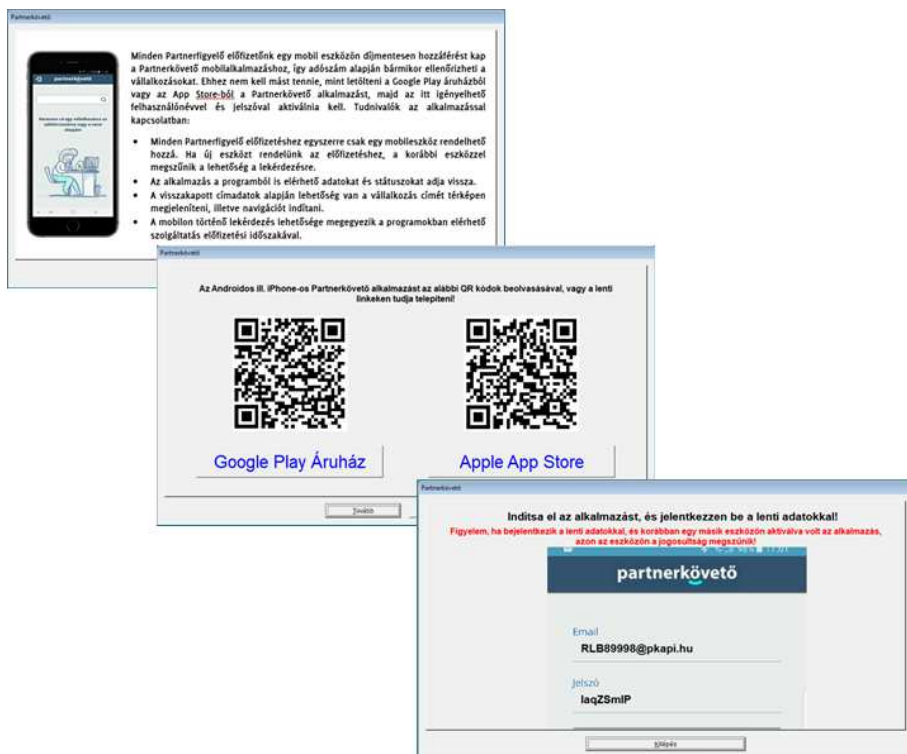 Partnerkövető
partnerkövető
Minden Partnerfigyelő előfizetőnk egy mobil eszközön díjmentesen hozzáférést kap
a Partnerkövető mobilalkalmazáshoz, így adószám alapján bármikor ellenőrizheti a
vállalkozásokat. Ehhez nem kell mást tennie, mint letölteni a Google Play áruházból
vagy az App Store-ból a Partnerkövető alkalmazást, majd az itt igényelhető
felhasználónévvel és jelszóval aktiválnia kell. Tudnivalók az alkalmazással
kapcsolatban:
• Minden Partnerfigyelő előfizetéshez egyszerre csak egy mobileszköz rendelhető
hozzá. Ha új eszközt rendelünk az előfizetéshez, a korábbi eszközzel
megszűnik a lehetőség a lekérdezésre.
• Az alkalmazás a programból is elérhető adatokat és státuszokat adja vissza.
• A visszakapott címadatok alapján lehetőség van a vállalkozás címét térképen
megjeleníteni, illetve navigációt indítani.
• A mobilon történő lekérdezés lehetősége megegyezik a programokban elérhető
szolgáltatás előfizetési időszakával.
Partnerkövető
Az Androidos ill. iPhone-os Partnerkövető alkalmazást az alábbi QR kódok beolvasásával, vagy a lenti
linkeken tudja telepíteni!
Google Play Áruház
Apple App Store
Tovább
Partnerkövető
Indítsa el az alkalmazást, és jelentkezzen be a lenti adatokkal!
Figyelem, ha bejelentkezik a lenti adatokkal, és korábban egy másik eszközön aktiválva volt az alkalmazás,
azon az eszközön a jogosultság megszűnik!
partnerkövető
Email
RLB89998@pkapi.hu
Jelszó
laqZSmIP
Kilépés